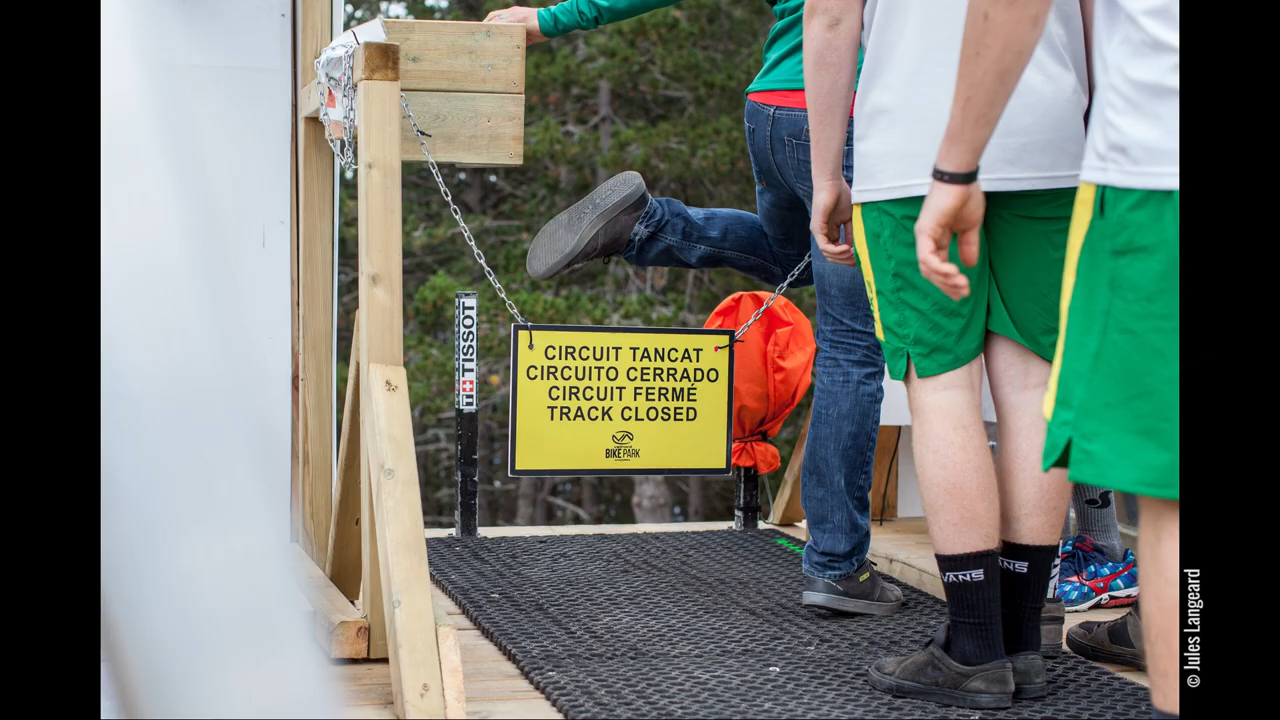 TISSOT
CIRCUIT TANCAT
CIRCUITO CERRADO
CIRCUIT FERMÉ
TRACK CLOSED
BIKE PARK
VANS
VANS
© Jules Langeard